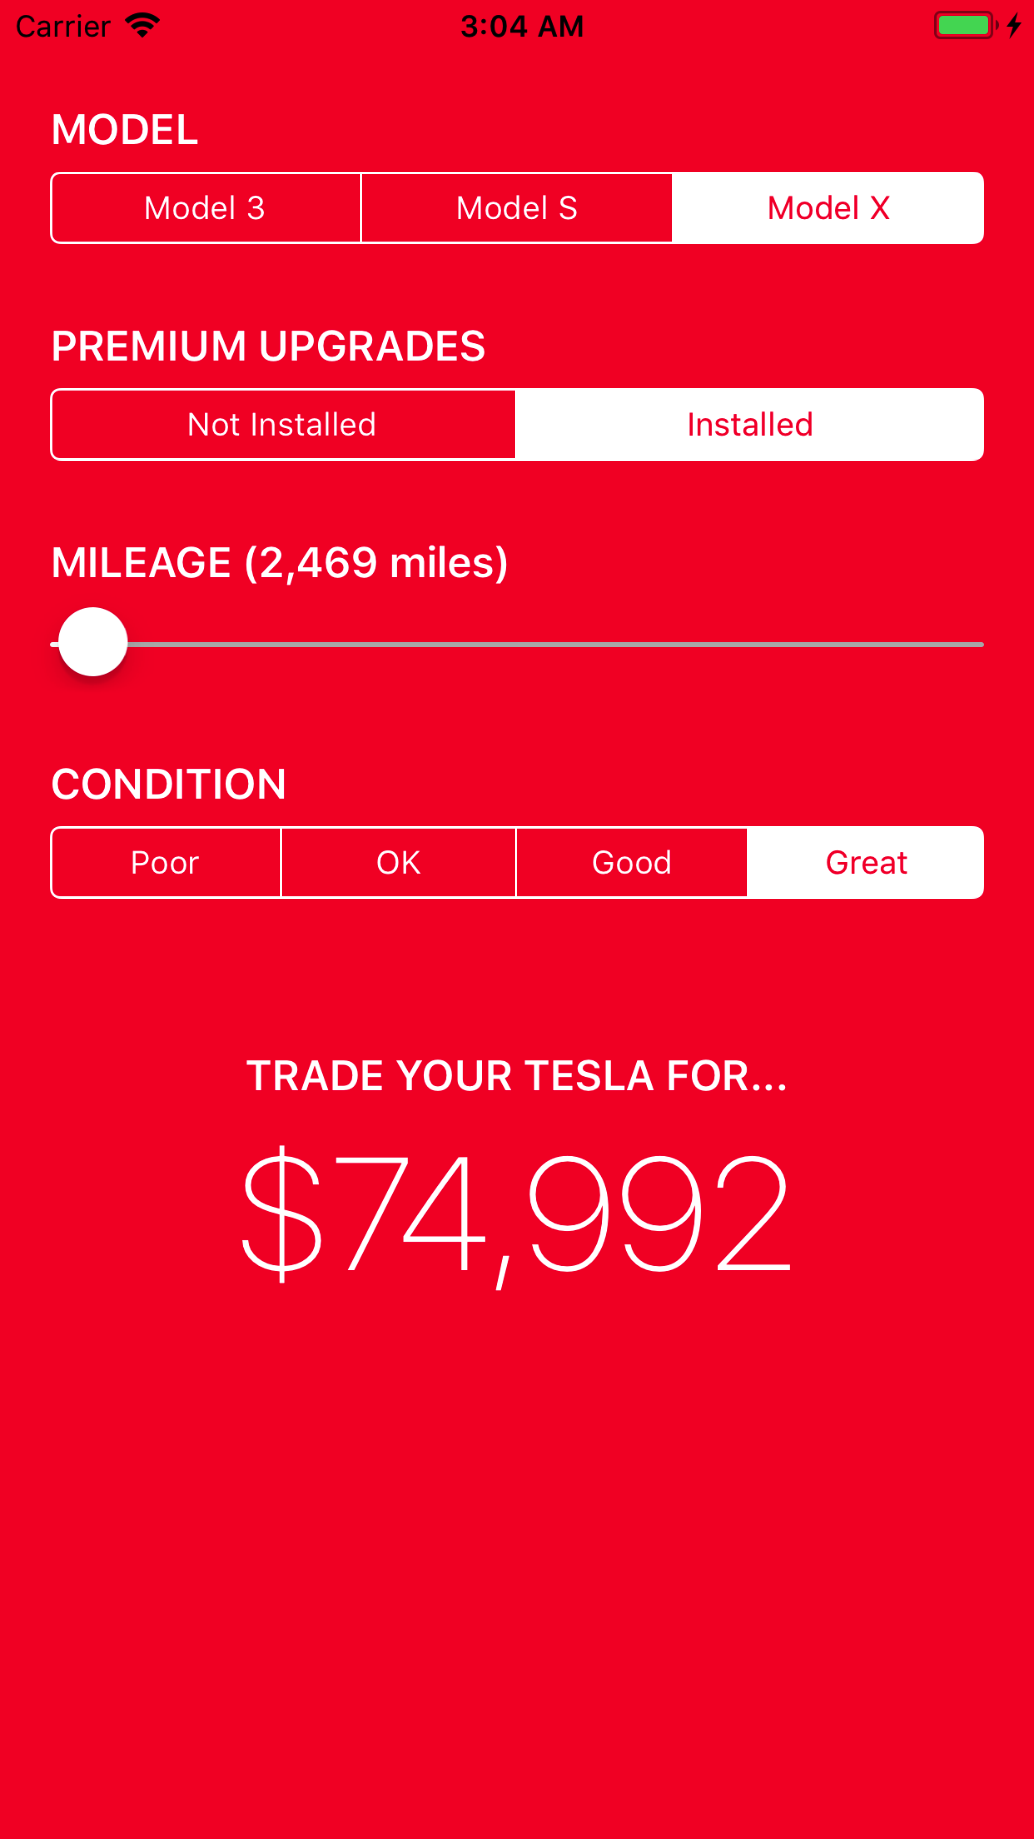 Carrier 3:04 AM
MODEL
Model 3 Model S Model X
PREMIUM UPGRADES
Not Installed Installed
MILEAGE (2,469 miles)
CONDITION
Poor OK Good Great
TRADE YOUR TESLA FOR...
$74,992